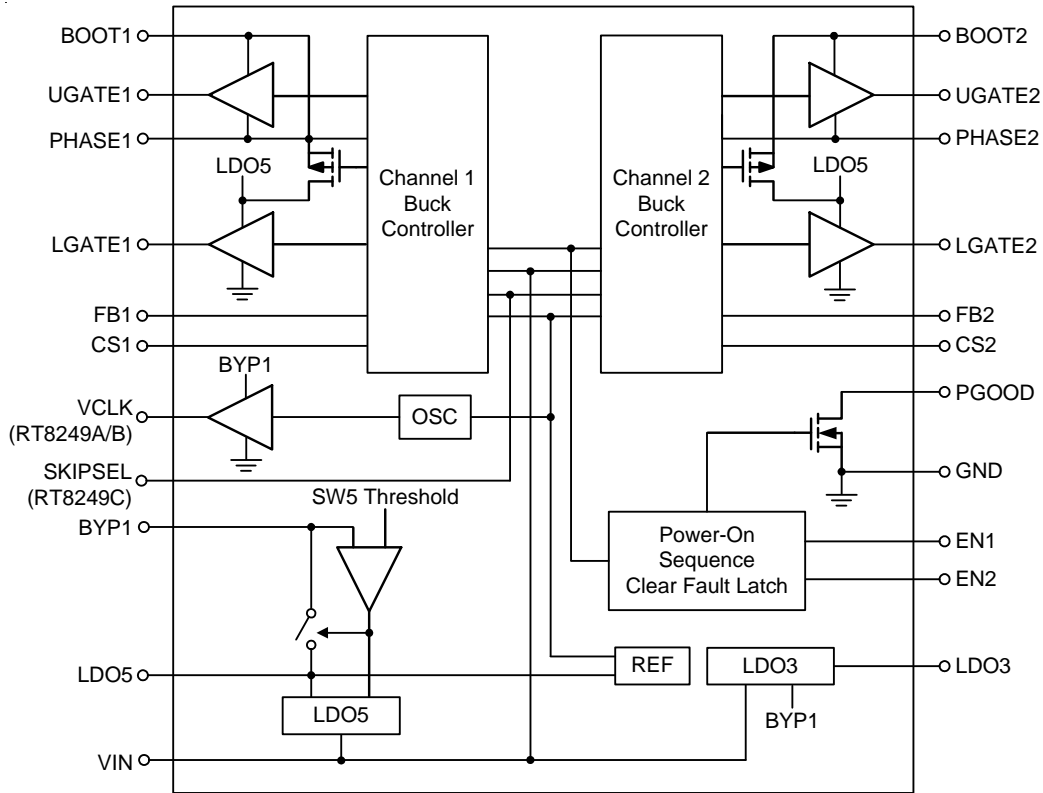 BOOT1
BOOT2
UGATE1
UGATE2
PHASE1
PHASE2
LDO5
LDO5
Channel 1
Buck
Controller
Channel 2
Buck
Controller
LGATE1
LGATE2
FB1
FB2
CS1
CS2
BYP1
PGOOD
VCLK
(RT8249A/B)
OSC
SKIPSEL
(RT8249C)
GND
SW5 Threshold
BYP1
Power-On
Sequence
Clear Fault Latch
EN1
EN2
LDO5
REF
LDO3
LDO3
LDO5
BYP1
VIN